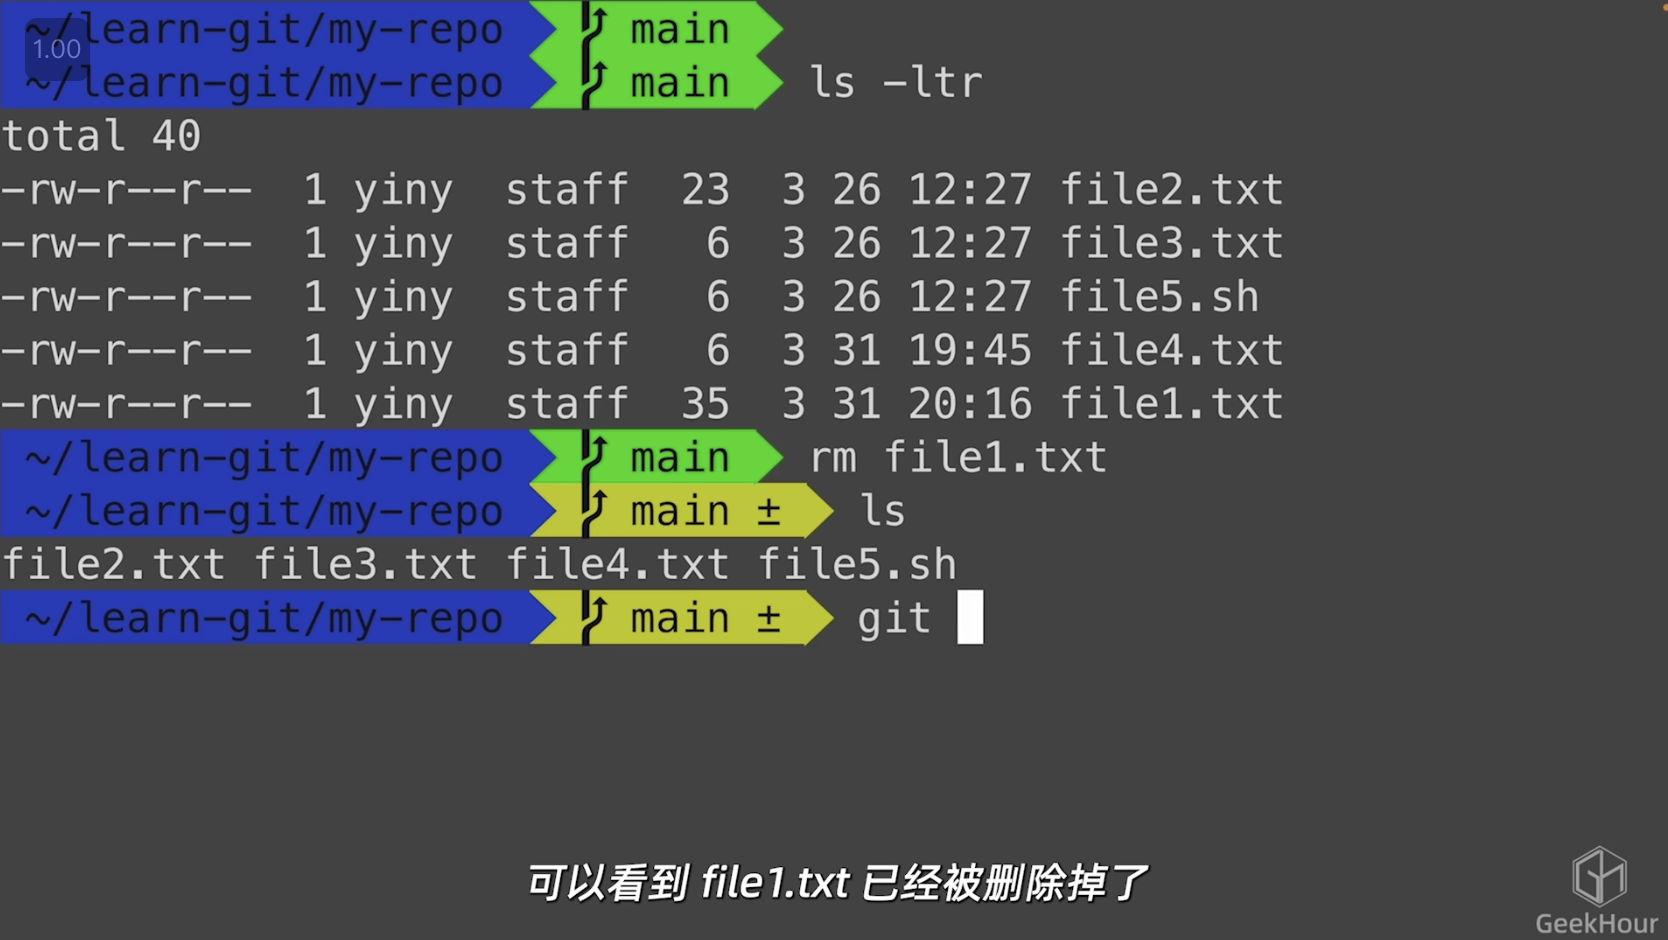 ~/learn-git/my-repo main
1.00
~/learn-git/my-repo main ls -ltr
total 40
-rw-r--r-- 1 yiny staff 23 3 26 12:27 file2.txt
-rw-r--r-- 1 yiny staff 6 3 26 12:27 file3.txt
-rw-r--r-- 1 yiny staff 6 3 26 12:27 file5.sh
-rw-r--r-- 1 yiny staff 6 3 31 19:45 file4.txt
-rw-r--r-- 1 yiny staff 35 3 31 20:16 file1.txt
~/learn-git/my-repo main rm file1.txt
~/learn-git/my-repo main ± ls
file2.txt file3.txt file4.txt file5.sh
~/learn-git/my-repo main ± git
可以看到 file1.txt 已经被删除掉了
GeekHour